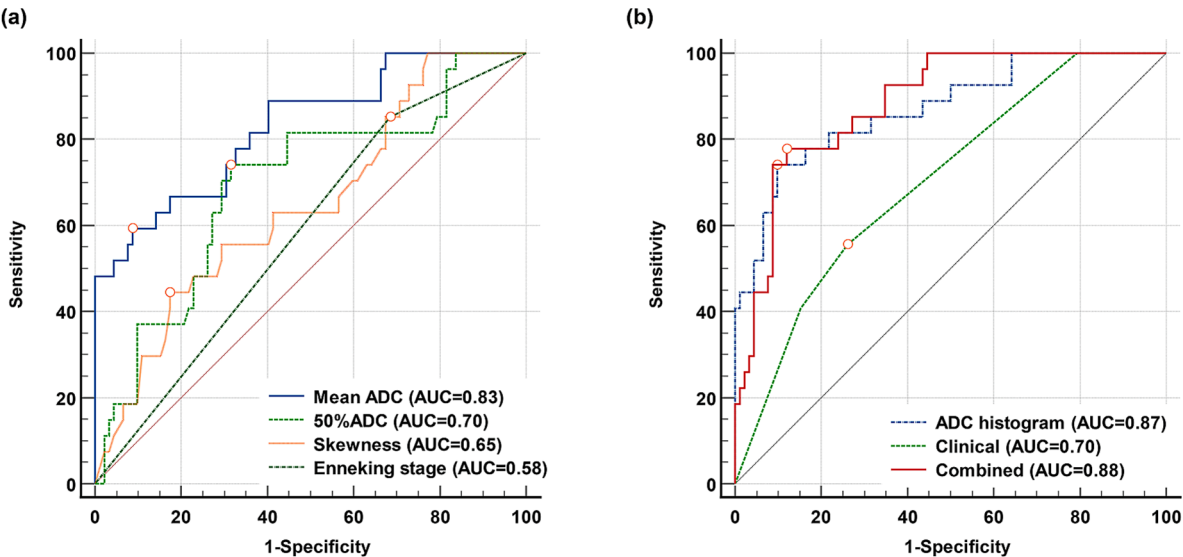 (a)
100
80
60
40
20
0
Sensitivity
Mean ADC (AUC=0.83)
50%ADC (AUC=0.70)
Skewness (AUC=0.65)
Enneking stage (AUC=0.58)
0 20 40 60 80 100
1-Specificity
(b)
100
80
60
40
20
0
Sensitivity
ADC histogram (AUC=0.87)
Clinical (AUC=0.70)
Combined (AUC=0.88)
0 20 40 60 80 100
1-Specificity